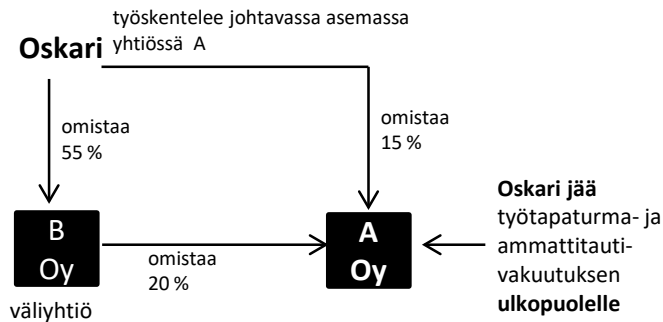 työskentelee johtavassa asemassa
Oskari yhtiössä A
omistaa
55 %
omistaa
15 %
B
Oy
väliyhtiö
omistaa
20 %
A
Oy
Oskari jää
työtapaturma- ja
ammattitauti-
vakuutuksen
ulkopuolelle